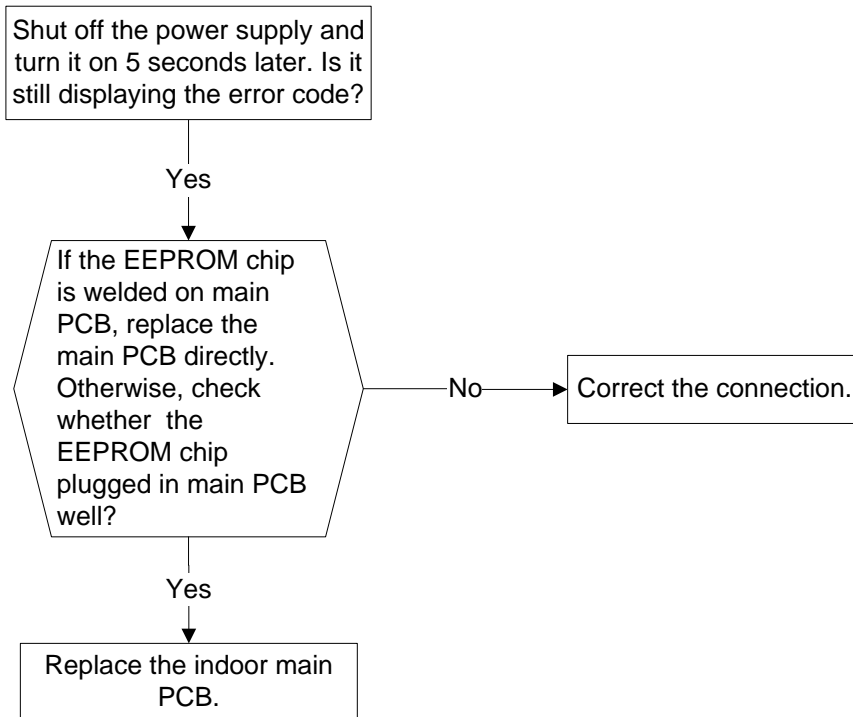 Shut off the power supply and
turn it on 5 seconds later. Is it
still displaying the error code?
Yes
If the EEPROM chip
is welded on main
PCB, replace the
main PCB directly.
Otherwise, check
whether the
EEPROM chip
plugged in main PCB
well?
No
Correct the connection.
Yes
Replace the indoor main
PCB.